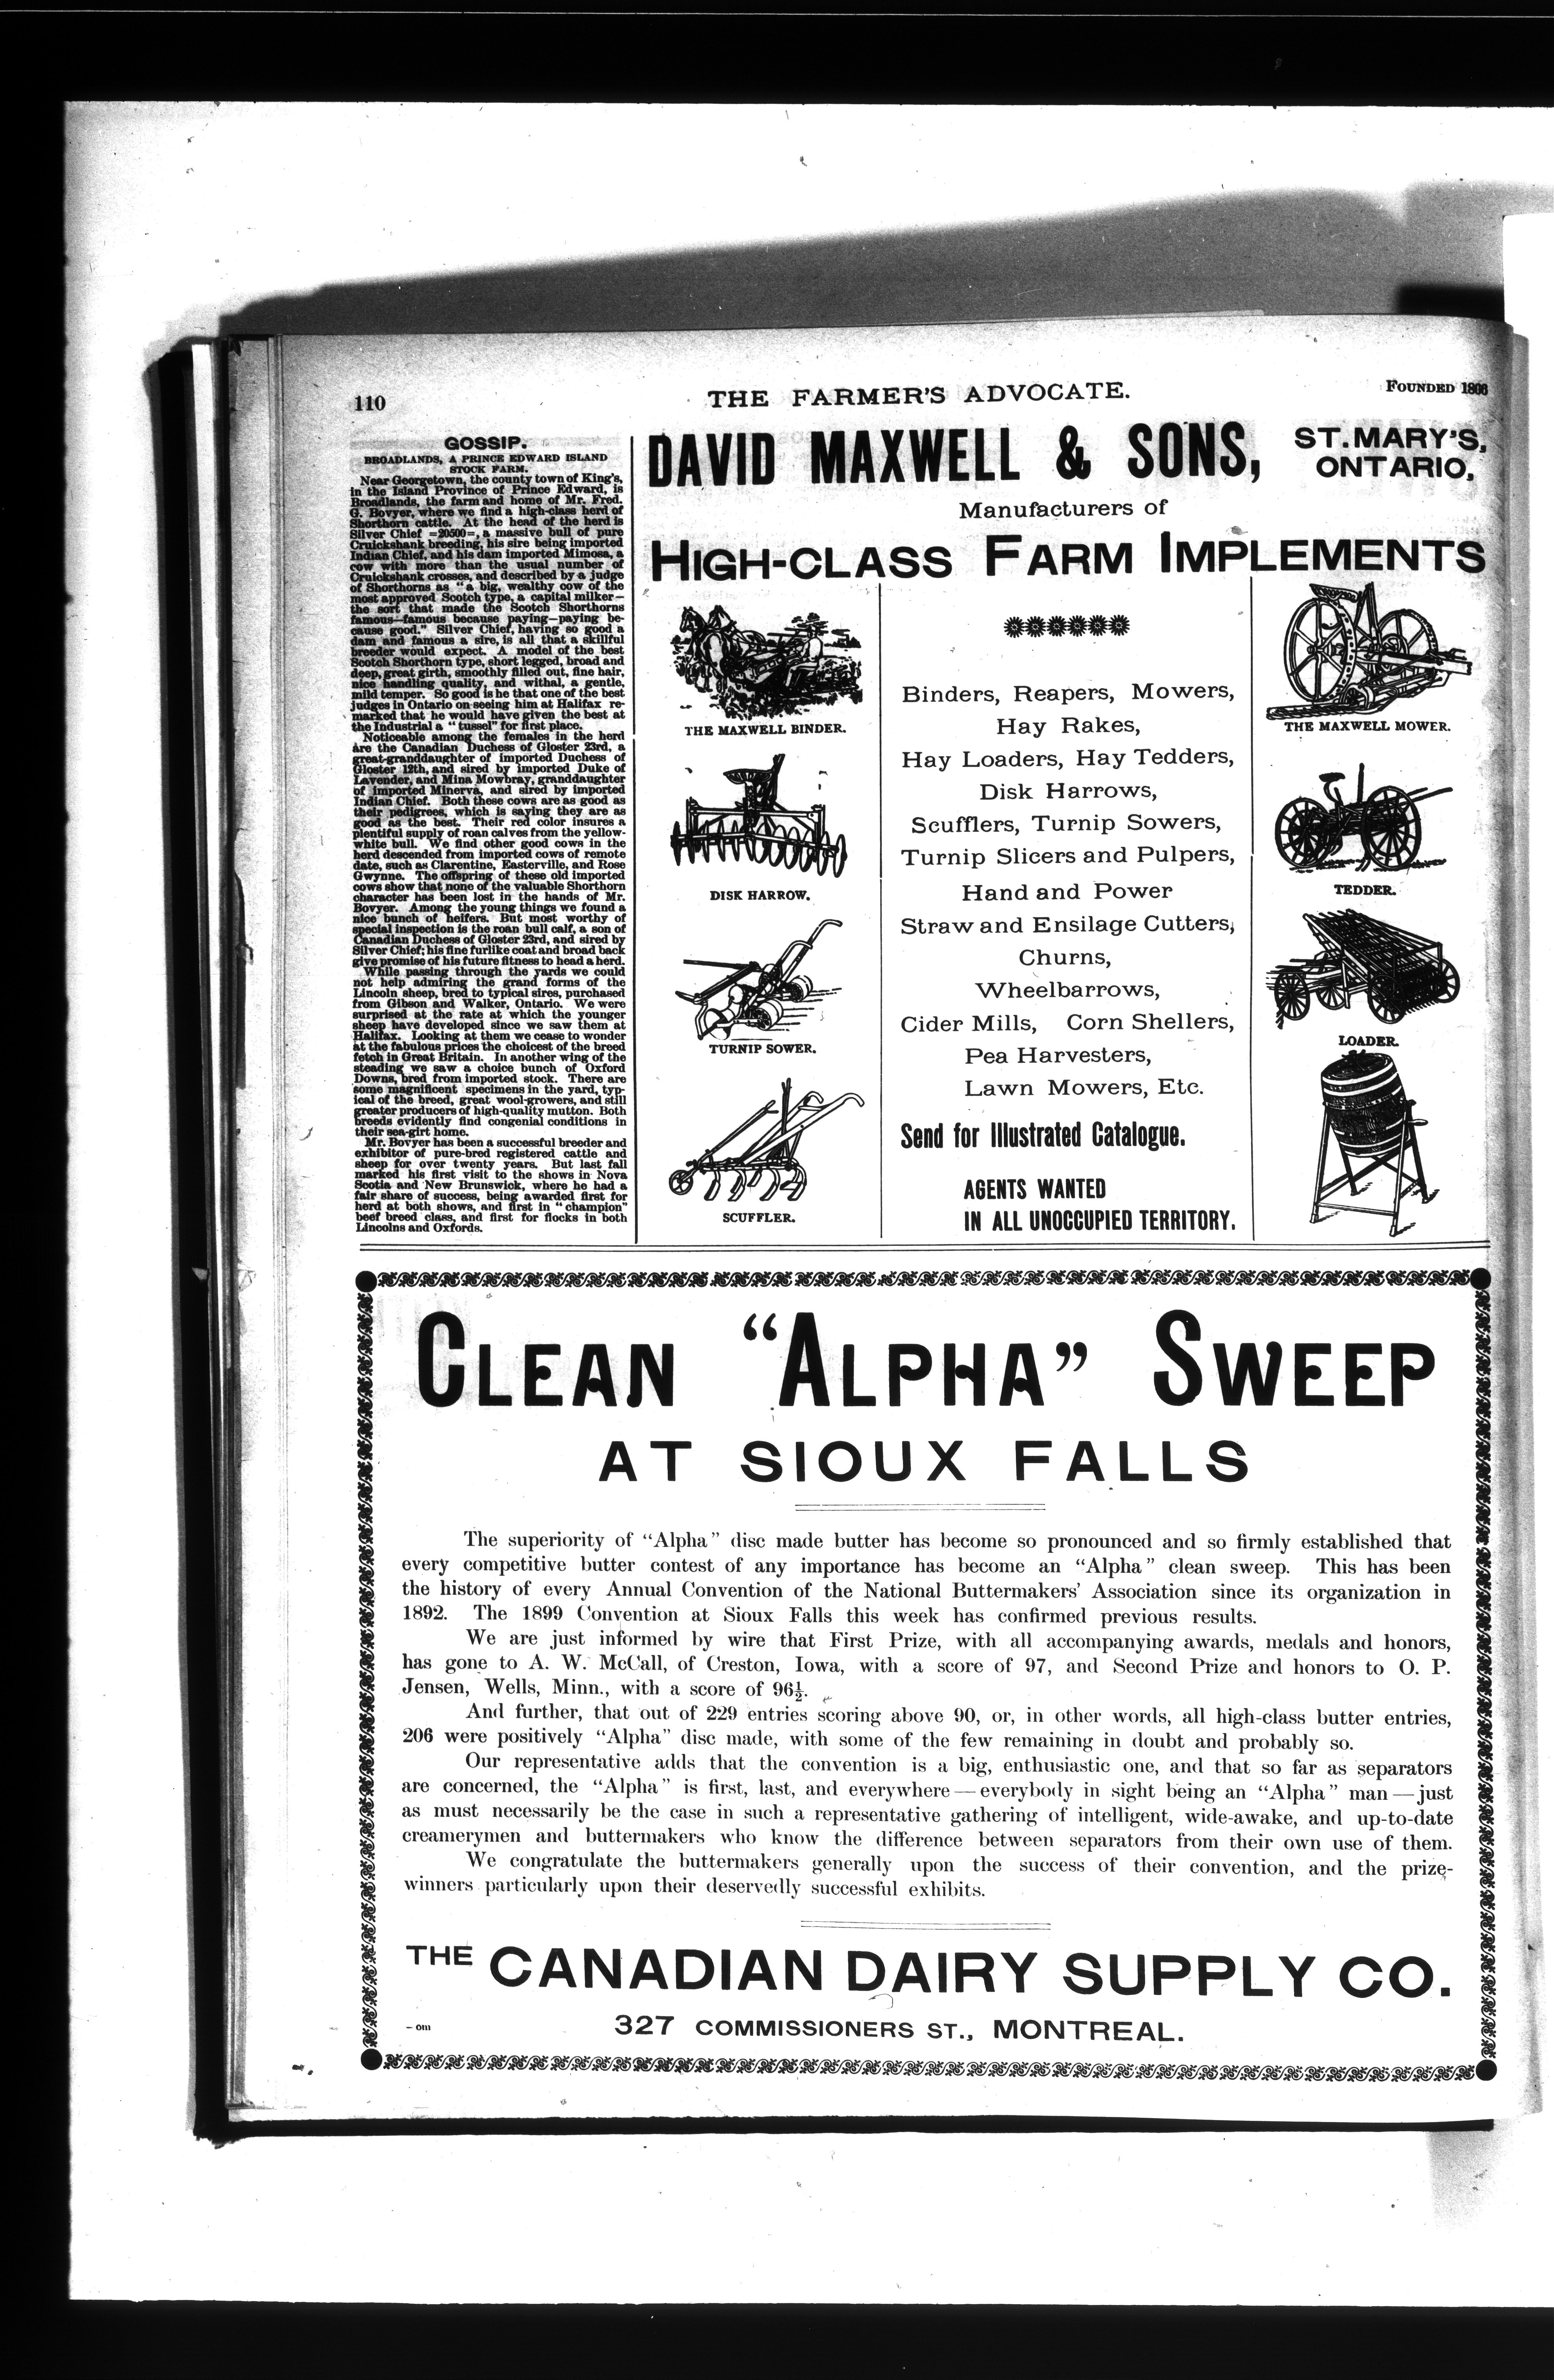 110
THE FARMER'S ADVOCATE.
FOUNDED 1866
GOSSIP.
BROADLANDS, A PRINCE EDWARD ISLAND
STOCK FARM.
Near Georgetown, the county town of King's,
in the Island Province of Prince Edward, is
Broadlands, the farm and home of Mr. Fred.
G. Bovyer, where we find a high-class herd of
Shorthorn cattle. At the head of the herd is
Silver Chief =20500=, a massive bull of pure
Cruickshank breeding, his sire being imported
Indian Chief, and his dam imported Mimosa, a
cow with more than the usual number of
Cruickshank crosses, and described by a judge
of Shorthorns as "a big, wealthy cow of the
most approved Scotch type, a capital milker—
the sort that made the Scotch Shorthorns
famous—famous because paying—paying be-
cause good." Silver Chief, having so good a
dam and famous a sire, is all that a skillful
breeder would expect. A model of the best
Scotch Shorthorn type, short legged, broad and
deep, great girth, smoothly filled out, fine hair,
nice handling quality, and withal, a gentle,
mild temper. So good is he that one of the best
judges in Ontario on seeing him at Halifax re-
marked that he would have given the best at
the Industrial a "tussel" for first place.
Noticeable among the females in the herd
are the Canadian Duchess of Gloster 23rd, a
great-granddaughter of imported Duchess of
Gloster 12th, and sired by imported Duke of
Lavender, and Mina Mowbray, granddaughter
of imported Minerva, and sired by imported
Indian Chief. Both these cows are as good as
their pedigrees, which is saying they are as
good as the best. Their red color insures a
plentiful supply of roan calves from the yellow-
white bull. We find other good cows in the
herd descended from imported cows of remote
date, such as Clarentine, Easterville, and Rose
Gwynne. The offspring of these old imported
cows show that none of the valuable Shorthorn
character has been lost in the hands of Mr.
Bovyer. Among the young things we found a
nice bunch of heifers. But most worthy of
special inspection is the roan bull calf, a son of
Canadian Duchess of Gloster 23rd, and sired by
Silver Chief; his fine furlike coat and broad back
give promise of his future fitness to head a herd.
While passing through the yards we could
not help admiring the grand forms of the
Lincoln sheep, bred to typical sires, purchased
from Gibson and Walker, Ontario. We were
surprised at the rate at which the younger
sheep have developed since we saw them at
Halifax. Looking at them we cease to wonder
at the fabulous prices the choicest of the breed
fetch in Great Britain. In another wing of the
steading we saw a choice bunch of Oxford
Downs, bred from imported stock. There are
some magnificent specimens in the yard, typ-
ical of the breed, great wool-growers, and still
greater producers of high-quality mutton. Both
breeds evidently find congenial conditions in
their sea-girt home.
Mr. Bovyer has been a successful breeder and
exhibitor of pure-bred registered cattle and
sheep for over twenty years. But last fall
marked his first visit to the shows in Nova
Scotia and New Brunswick, where he had a
fair share of success, being awarded first for
herd at both shows, and first in "champion"
beef breed class, and first for flocks in both
Lincolns and Oxfords.
DAVID MAXWELL & SONS,
ST. MARY'S,
ONTARIO,
Manufacturers of
HIGH-CLASS FARM IMPLEMENTS
THE MAXWELL BINDER.
DISK HARROW.
TURNIP SOWER.
SCUFFLER.
Binders, Reapers, Mowers,
Hay Rakes,
Hay Loaders, Hay Tedders,
Disk Harrows,
Scufflers, Turnip Sowers,
Turnip Slicers and Pulpers,
Hand and Power
Straw and Ensilage Cutters,
Churns,
Wheelbarrows,
Cider Mills, Corn Shellers,
Pea Harvesters,
Lawn Mowers, Etc.
Send for Illustrated Catalogue.
AGENTS WANTED
IN ALL UNOCCUPIED TERRITORY.
THE MAXWELL MOWER.
TEDDER.
LOADER.
CLEAN "ALPHA" SWEEP
AT SIOUX FALLS
The superiority of "Alpha" disc made butter has become so pronounced and so firmly established that
every competitive butter contest of any importance has become an "Alpha" clean sweep. This has been
the history of every Annual Convention of the National Buttermakers' Association since its organization in
1892. The 1899 Convention at Sioux Falls this week has confirmed previous results.
We are just informed by wire that First Prize, with all accompanying awards, medals and honors,
has gone to A. W. McCall, of Creston, Iowa, with a score of 97, and Second Prize and honors to O. P.
Jensen, Wells, Minn., with a score of 96½.
And further, that out of 229 entries scoring above 90, or, in other words, all high-class butter entries,
206 were positively "Alpha" disc made, with some of the few remaining in doubt and probably so.
Our representative adds that the convention is a big, enthusiastic one, and that so far as separators
are concerned, the "Alpha" is first, last, and everywhere—everybody in sight being an "Alpha" man—just
as must necessarily be the case in such a representative gathering of intelligent, wide-awake, and up-to-date
creamerymen and buttermakers who know the difference between separators from their own use of them.
We congratulate the buttermakers generally upon the success of their convention, and the prize-
winners particularly upon their deservedly successful exhibits.
THE CANADIAN DAIRY SUPPLY CO.
-om
327 COMMISSIONERS ST., MONTREAL.